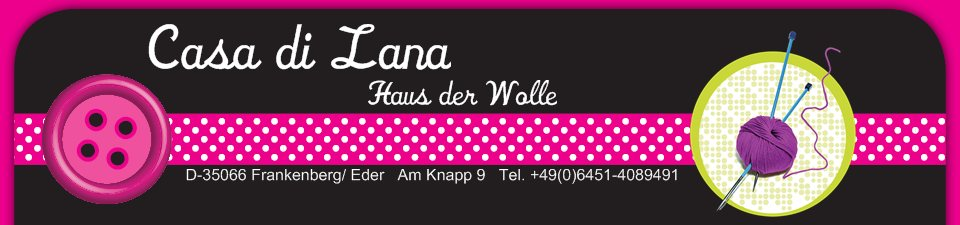 Casa di Lana
Haus der Wolle
D-35066 Frankenberg/ Eder Am Knapp 9 Tel. +49(0)6451-4089491